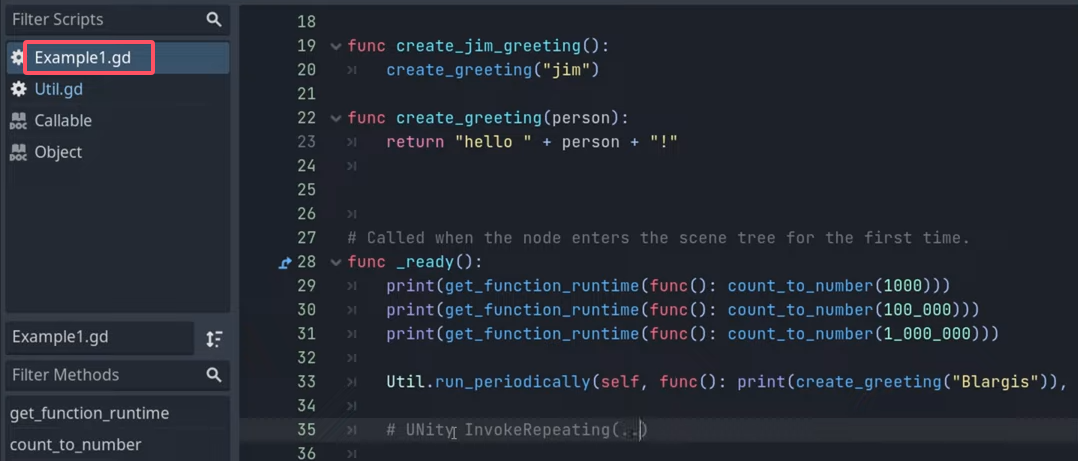 Filter Scripts
Example1.gd
Util.gd
DOC Callable
DOC Object
Example1.gd
Filter Methods
get_function_runtime
count_to_number
18
19 func create_jim_greeting():
20 create_greeting("jim")
21
22 func create_greeting(person):
23 return "hello " + person + "!"
24
25
26
27 # Called when the node enters the scene tree for the first time.
28 func _ready():
29 print(get_function_runtime(func(): count_to_number(1000)))
30 print(get_function_runtime(func(): count_to_number(100_000)))
31 print(get_function_runtime(func(): count_to_number(1_000_000)))
32
33 Util.run_periodically(self, func(): print(create_greeting("Blargis")),
34
35 # UNity InvokeRepeating(..)
36